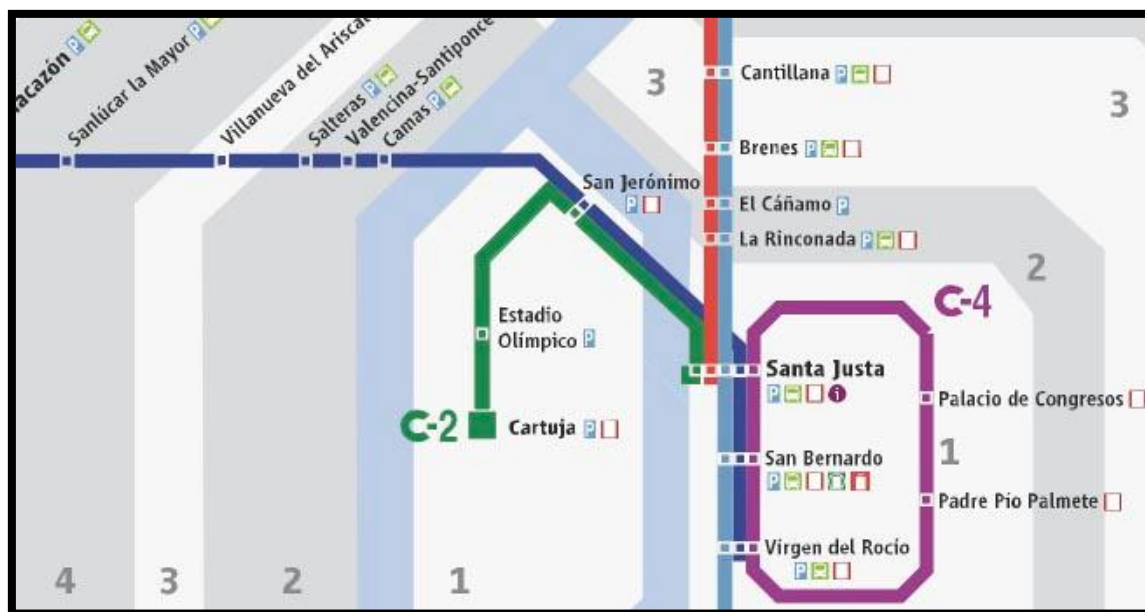 Sanlúcar la Mayor P
Villanueva del Ariscal
Salteras P
Valencina-Santiponce
Camas P
San Jerónimo
P
3
Cantillana P
3
Brenes P
El Cáñamo P
La Rinconada P
2
C-4
Estadio
Olímpico P
Santa Justa
P i
Palacio de Congresos
C-2 Cartuja P
San Bernardo
P
1
Padre Pio Palmete
Virgen del Rocío
P
4
3
2
1